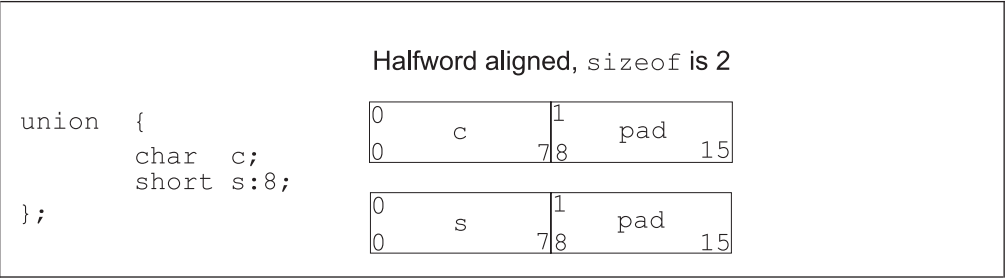 Halfword aligned, sizeof is 2
union {
char c;
short s:8;
};
0 1
c pad
0 7 8 15
0 1
s pad
0 7 8 15